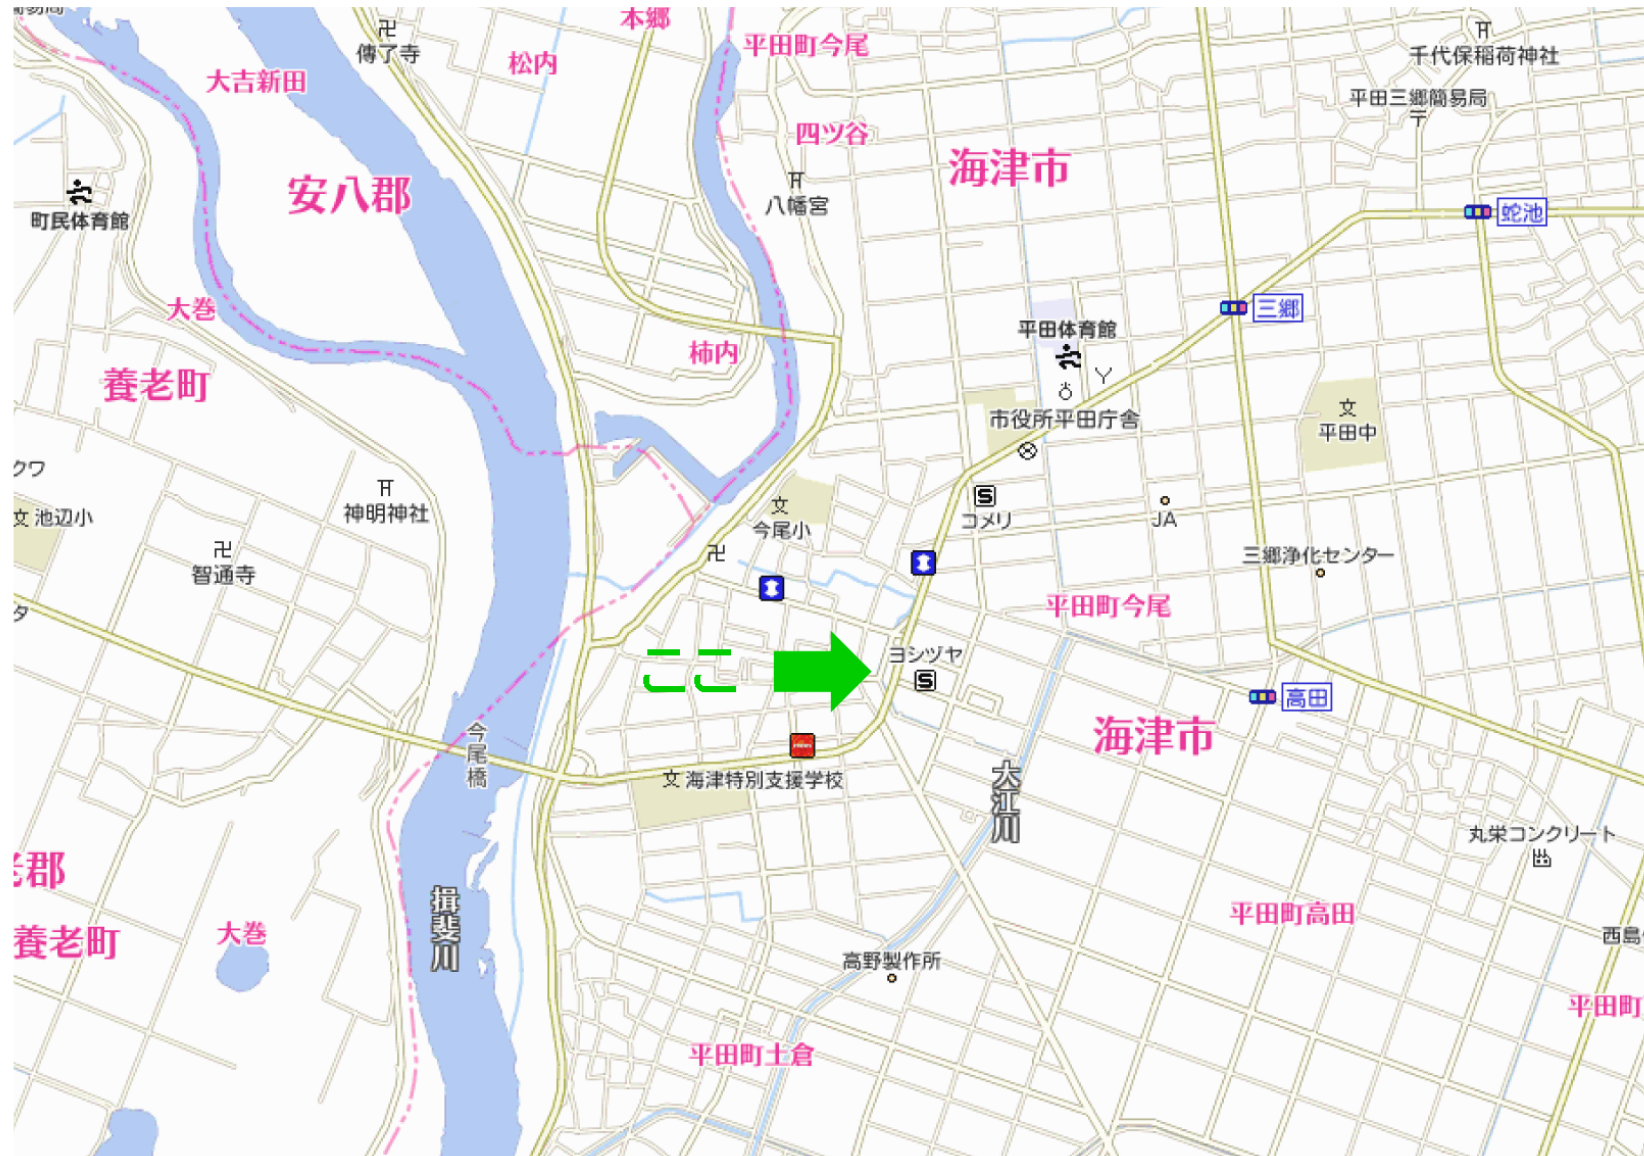 本郷
平田町今尾
千代保稲荷神社
傳了寺
松内
大吉新田
平田三郷簡易局
四ツ谷
海津市
安八郡
八幡宮
町民体育館
蛇池
大巻
三郷
平田体育館
柿内
養老町
市役所平田庁舎
文
平田中
クワ
神明神社
文
今尾小
コメリ
JA
文池辺小
智通寺
三郷浄化センター
平田町今尾
ここ
ヨシヅヤ
高田
海津市
今尾橋
文海津特別支援学校
大江川
丸栄コンクリート
老郡
揖斐川
平田町高田
大巻
養老町
西島
高野製作所
平田町
平田町土倉